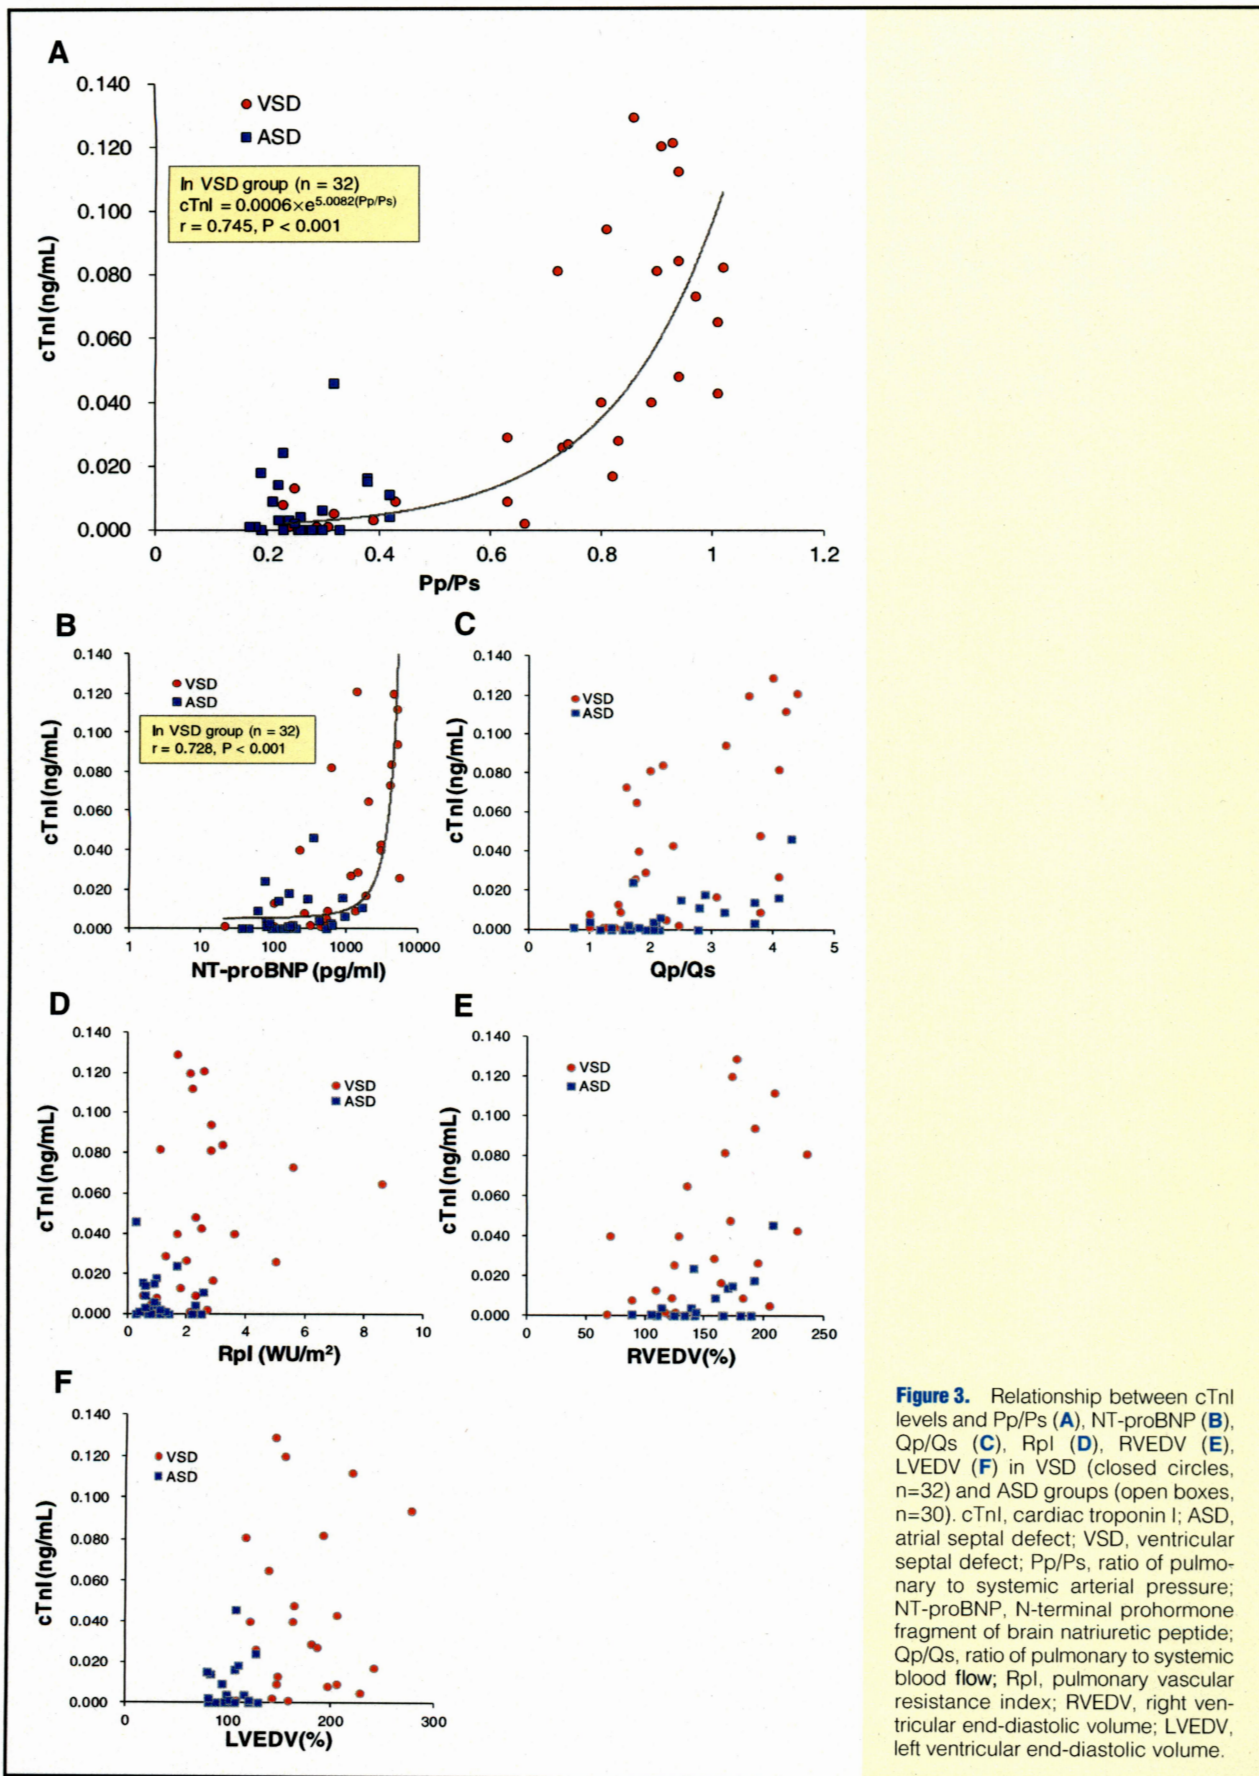 A
0.140
0.120
0.100
0.080
0.060
0.040
0.020
0.000
cTnI (ng/mL)
VSD
ASD
In VSD group (n = 32)
cTnI = 0.0006×e^5.0082(Pp/Ps)
r = 0.745, P < 0.001
0 0.2 0.4 0.6 0.8 1 1.2
Pp/Ps
B
0.140
0.120
0.100
0.080
0.060
0.040
0.020
0.000
cTnI (ng/mL)
VSD
ASD
In VSD group (n = 32)
r = 0.728, P < 0.001
1 10 100 1000 10000
NT-proBNP (pg/ml)
C
0.140
0.120
0.100
0.080
0.060
0.040
0.020
0.000
cTnI (ng/mL)
VSD
ASD
0 1 2 3 4 5
Qp/Qs
D
0.140
0.120
0.100
0.080
0.060
0.040
0.020
0.000
cTnI (ng/mL)
VSD
ASD
0 2 4 6 8 10
RpI (WU/m²)
E
0.140
0.120
0.100
0.080
0.060
0.040
0.020
0.000
cTnI (ng/mL)
VSD
ASD
0 50 100 150 200 250
RVEDV(%)
F
0.140
0.120
0.100
0.080
0.060
0.040
0.020
0.000
cTnI (ng/mL)
VSD
ASD
0 100 200 300
LVEDV(%)
Figure 3. Relationship between cTnI
levels and Pp/Ps (A), NT-proBNP (B),
Qp/Qs (C), RpI (D), RVEDV (E),
LVEDV (F) in VSD (closed circles,
n=32) and ASD groups (open boxes,
n=30). cTnI, cardiac troponin I; ASD,
atrial septal defect; VSD, ventricular
septal defect; Pp/Ps, ratio of pulmo-
nary to systemic arterial pressure;
NT-proBNP, N-terminal prohormone
fragment of brain natriuretic peptide;
Qp/Qs, ratio of pulmonary to systemic
blood flow; RpI, pulmonary vascular
resistance index; RVEDV, right ven-
tricular end-diastolic volume; LVEDV,
left ventricular end-diastolic volume.